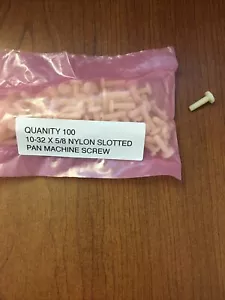 QUANITY 100
10-32 X 5/8 NYLON SLOTTED
PAN MACHINE SCREW